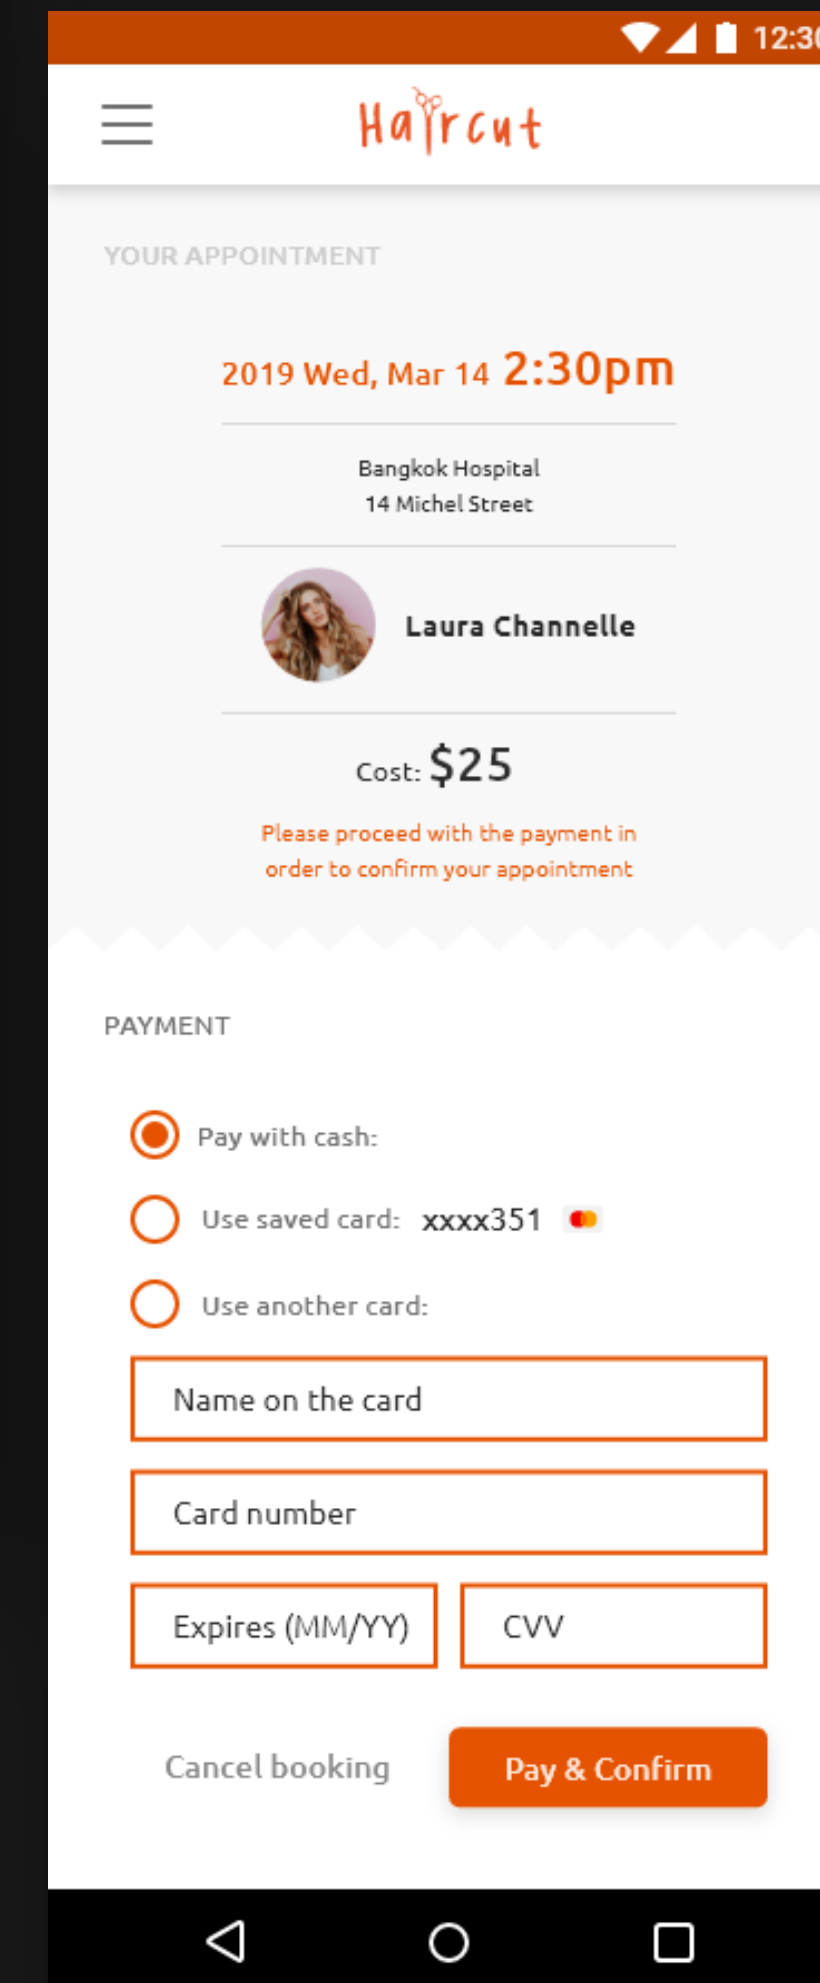 12:30
Haircut
YOUR APPOINTMENT
2019 Wed, Mar 14 2:30pm
Bangkok Hospital
14 Michel Street
Laura Channelle
Cost: $25
Please proceed with the payment in
order to confirm your appointment
PAYMENT
Pay with cash:
Use saved card: xxxx351
Use another card:
Name on the card
Card number
Expires (MM/YY) CVV
Cancel booking Pay & Confirm